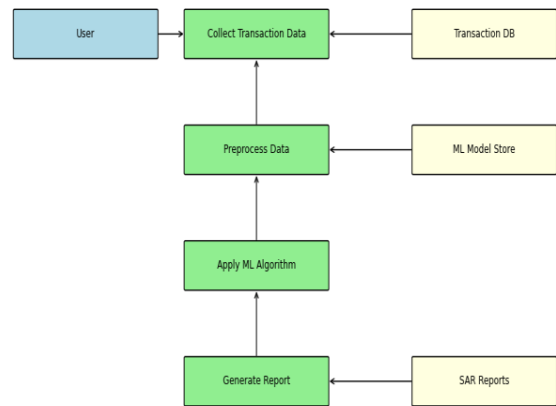 User
Collect Transaction Data
Transaction DB
Preprocess Data
ML Model Store
Apply ML Algorithm
Generate Report
SAR Reports